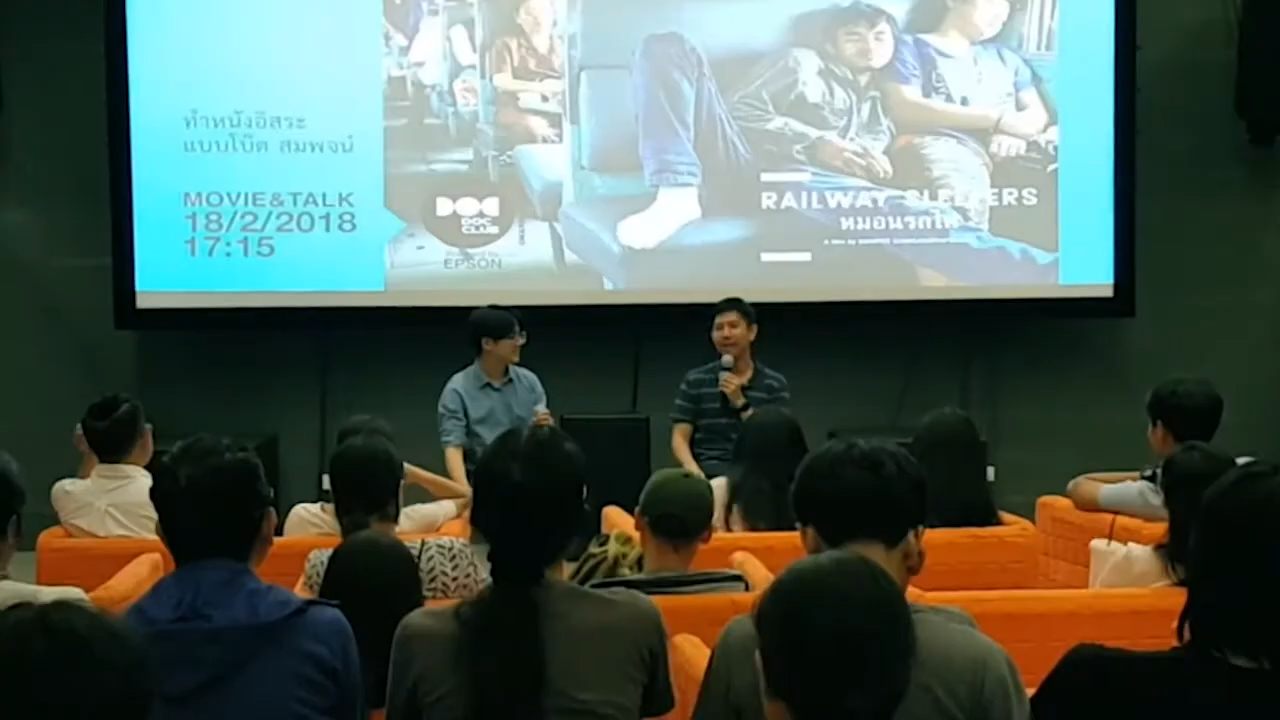 ทำหนังอิสระ
แบบโบ๊ต สมพจน์
MOVIE&TALK
18/2/2018
17:15
DOC
DOC
CLUB
EPSON
RAILWAY SLEEPERS
หมอนรถไฟ